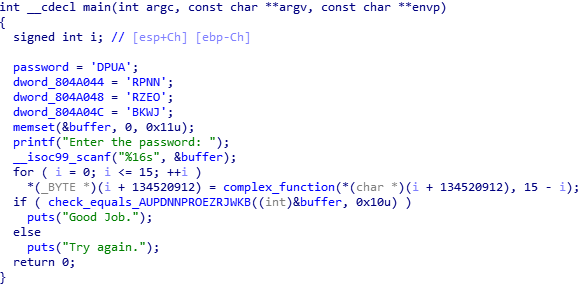 int __cdecl main(int argc, const char **argv, const char **envp)
{
  signed int i; // [esp+Ch] [ebp-Ch]

  password = 'DPUA';
  dword_804A044 = 'RPNN';
  dword_804A048 = 'RZEO';
  dword_804A04C = 'BKWJ';
  memset(&buffer, 0, 0x11u);
  printf("Enter the password: ");
  __isoc99_scanf("%16s", &buffer);
  for ( i = 0; i <= 15; ++i )
    *(_BYTE *)(i + 134520912) = complex_function(*(char *)(i + 134520912), 15 - i);
  if ( check_equals_AUPDNNPROEZRJWKB((int)&buffer, 0x10u) )
    puts("Good Job.");
  else
    puts("Try again.");
  return 0;
}